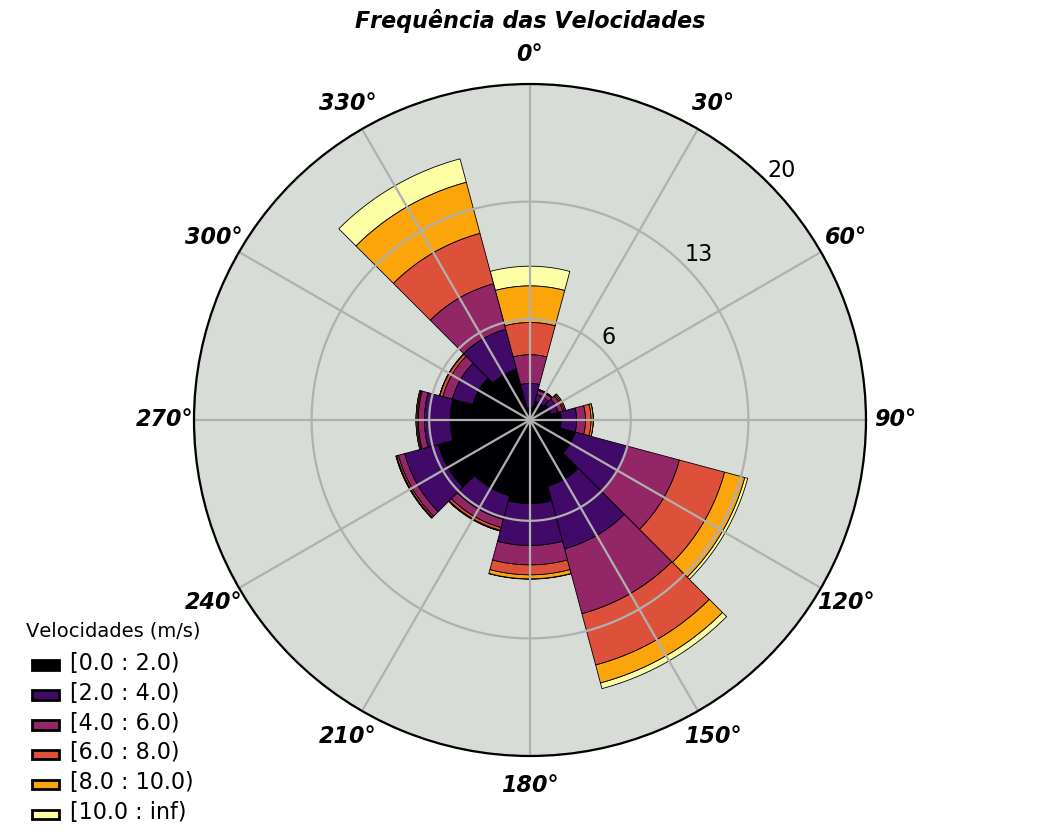 Frequência das Velocidades
0°
330°
30°
20
300°
60°
13
6
270°
90°
240°
120°
210°
150°
180°
Velocidades (m/s)
[0.0 : 2.0)
[2.0 : 4.0)
[4.0 : 6.0)
[6.0 : 8.0)
[8.0 : 10.0)
[10.0 : inf)